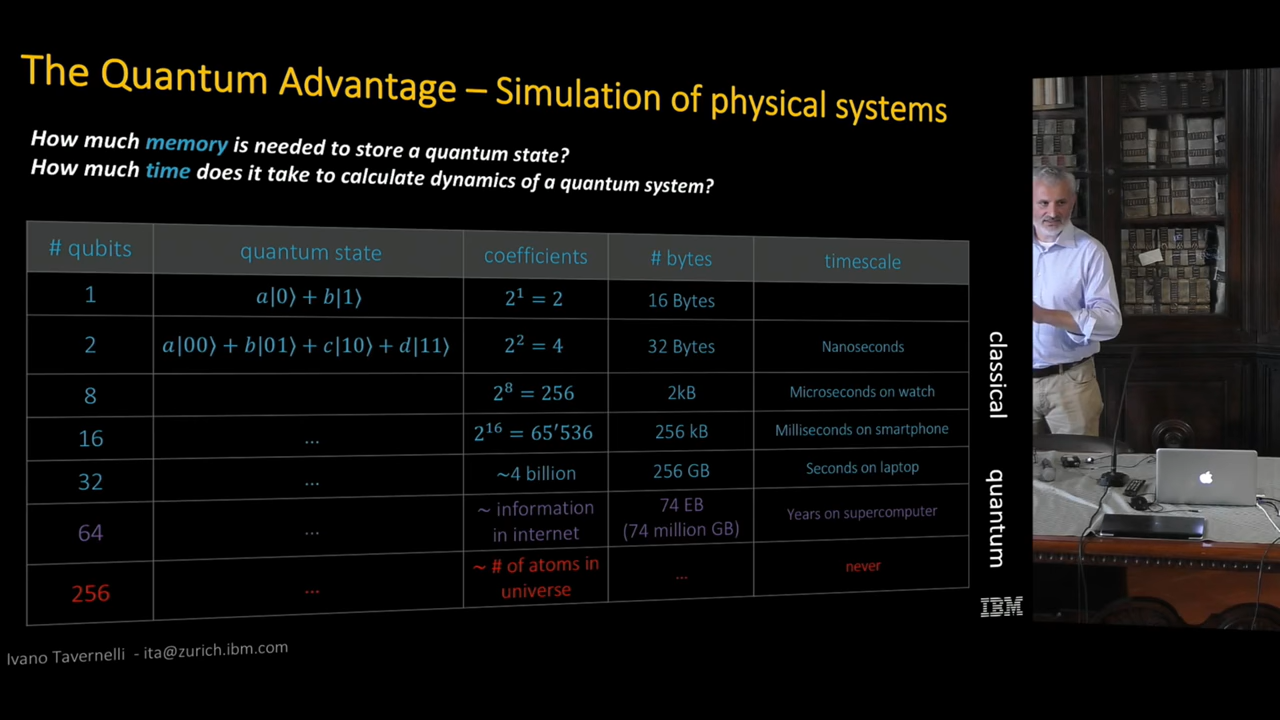 The Quantum Advantage – Simulation of physical systems
How much memory is needed to store a quantum state?
How much time does it take to calculate dynamics of a quantum system?
# qubits quantum state coefficients # bytes timescale
1 a|0⟩ + b|1⟩ 2¹ = 2 16 Bytes
2 a|00⟩ + b|01⟩ + c|10⟩ + d|11⟩ 2² = 4 32 Bytes Nanoseconds
8 2⁸ = 256 2kB Microseconds on watch
16 ... 2¹⁶ = 65'536 256 kB Milliseconds on smartphone
32 ... ~4 billion 256 GB Seconds on laptop
64 ... ~ information in internet 74 EB (74 million GB) Years on supercomputer
256 ... ~ # of atoms in universe ... never
classical
quantum
IBM
Ivano Tavernelli - ita@zurich.ibm.com